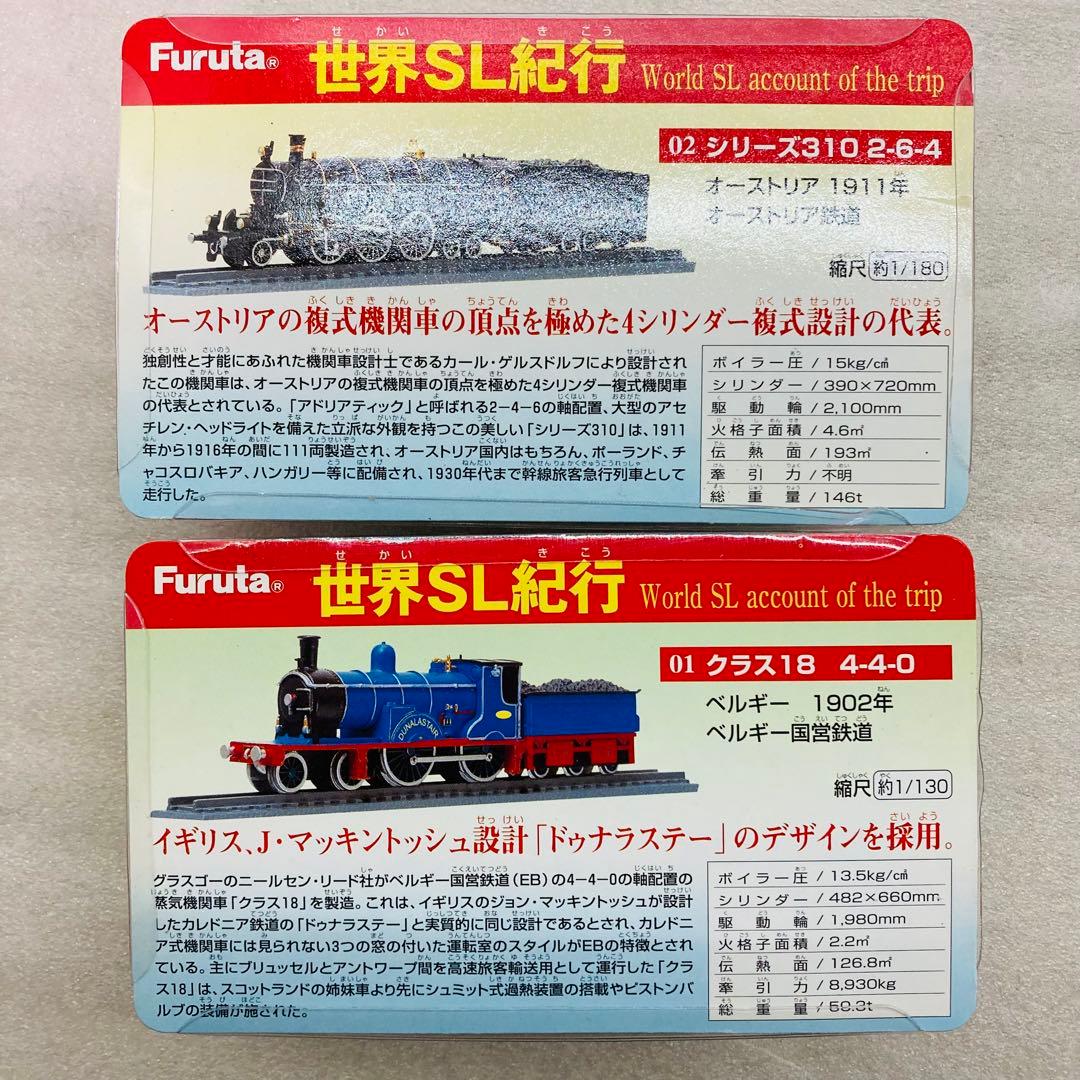 Furuta® 世界SL紀行 World SL account of the trip
02 シリーズ310 2-6-4
オーストリア 1911年
オーストリア鉄道
縮尺 約1/180
オーストリアの複式機関車の頂点を極めた4シリンダー複式設計の代表。
独創性と才能にあふれた機関車設計士であるカール・ゲルスドルフにより設計され
たこの機関車は、オーストリアの複式機関車の頂点を極めた4シリンダー複式機関車
の代表とされている。「アドリアティック」と呼ばれる2-4-6の軸配置、大型のアセ
チレン・ヘッドライトを備えた立派な外観を持つこの美しい「シリーズ310」は、1911
年から1916年の間に111両製造され、オーストリア国内はもちろん、ポーランド、チ
ャコスロバキア、ハンガリー等に配備され、1930年代まで幹線旅客急行列車として
走行した。
ボイラー圧 / 15kg/c㎡
シリンダー / 390×720mm
駆動輪 / 2,100mm
火格子面積 / 4.6㎡
伝熱面 / 193㎡
牽引力 / 不明
総重量 / 146t
Furuta® 世界SL紀行 World SL account of the trip
01 クラス18 4-4-0
ベルギー 1902年
ベルギー国営鉄道
DUNALASTAIR
縮尺 約1/130
イギリス、J・マッキントッシュ設計「ドゥナラステー」のデザインを採用。
グラスゴーのニールセン・リード社がベルギー国営鉄道(EB)の4-4-0の軸配置の
蒸気機関車「クラス18」を製造。これは、イギリスのジョン・マッキントッシュが設計
したカレドニア鉄道の「ドゥナラステー」と実質的に同じ設計であるとされ、カレドニ
ア式機関車には見られない3つの窓の付いた運転室のスタイルがEBの特徴とされ
ている。主にブリュッセルとアントワープ間を高速旅客輸送用として運行した「クラ
ス18」は、スコットランドの姉妹車より先にシュミット式過熱装置の搭載やピストンバ
ルブの装備が施された。
ボイラー圧 / 13.5kg/c㎡
シリンダー / 482×660mm
駆動輪 / 1,980mm
火格子面積 / 2.2㎡
伝熱面 / 126.8㎡
牽引力 / 8,930kg
総重量